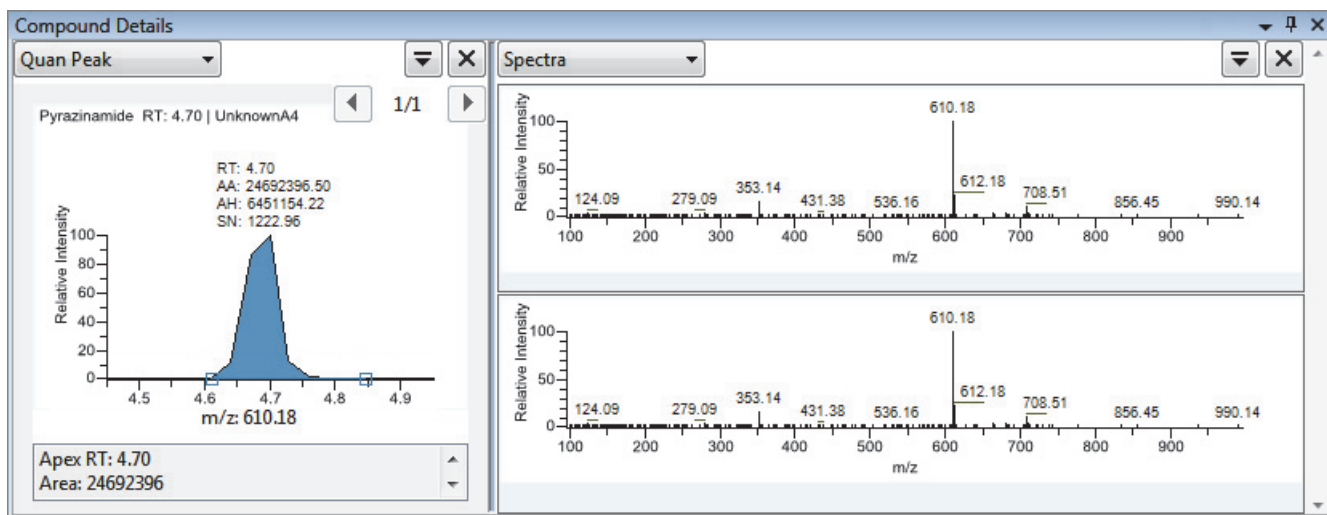 Compound Details
Quan Peak
1/1
Pyrazinamide RT: 4.70 | UnknownA4
RT: 4.70
AA: 24692396.50
AH: 6451154.22
SN: 1222.96
Relative Intensity
100
80
60
40
20
0
4.5 4.6 4.7 4.8 4.9
m/z: 610.18
Apex RT: 4.70
Area: 24692396
Spectra
Relative Intensity
100
50
0
610.18
124.09 279.09 353.14 431.38 536.16 612.18 708.51 856.45 990.14
100 200 300 400 500 600 700 800 900
m/z
Relative Intensity
100
50
0
610.18
124.09 279.09 353.14 431.38 536.16 612.18 708.51 856.45 990.14
100 200 300 400 500 600 700 800 900
m/z